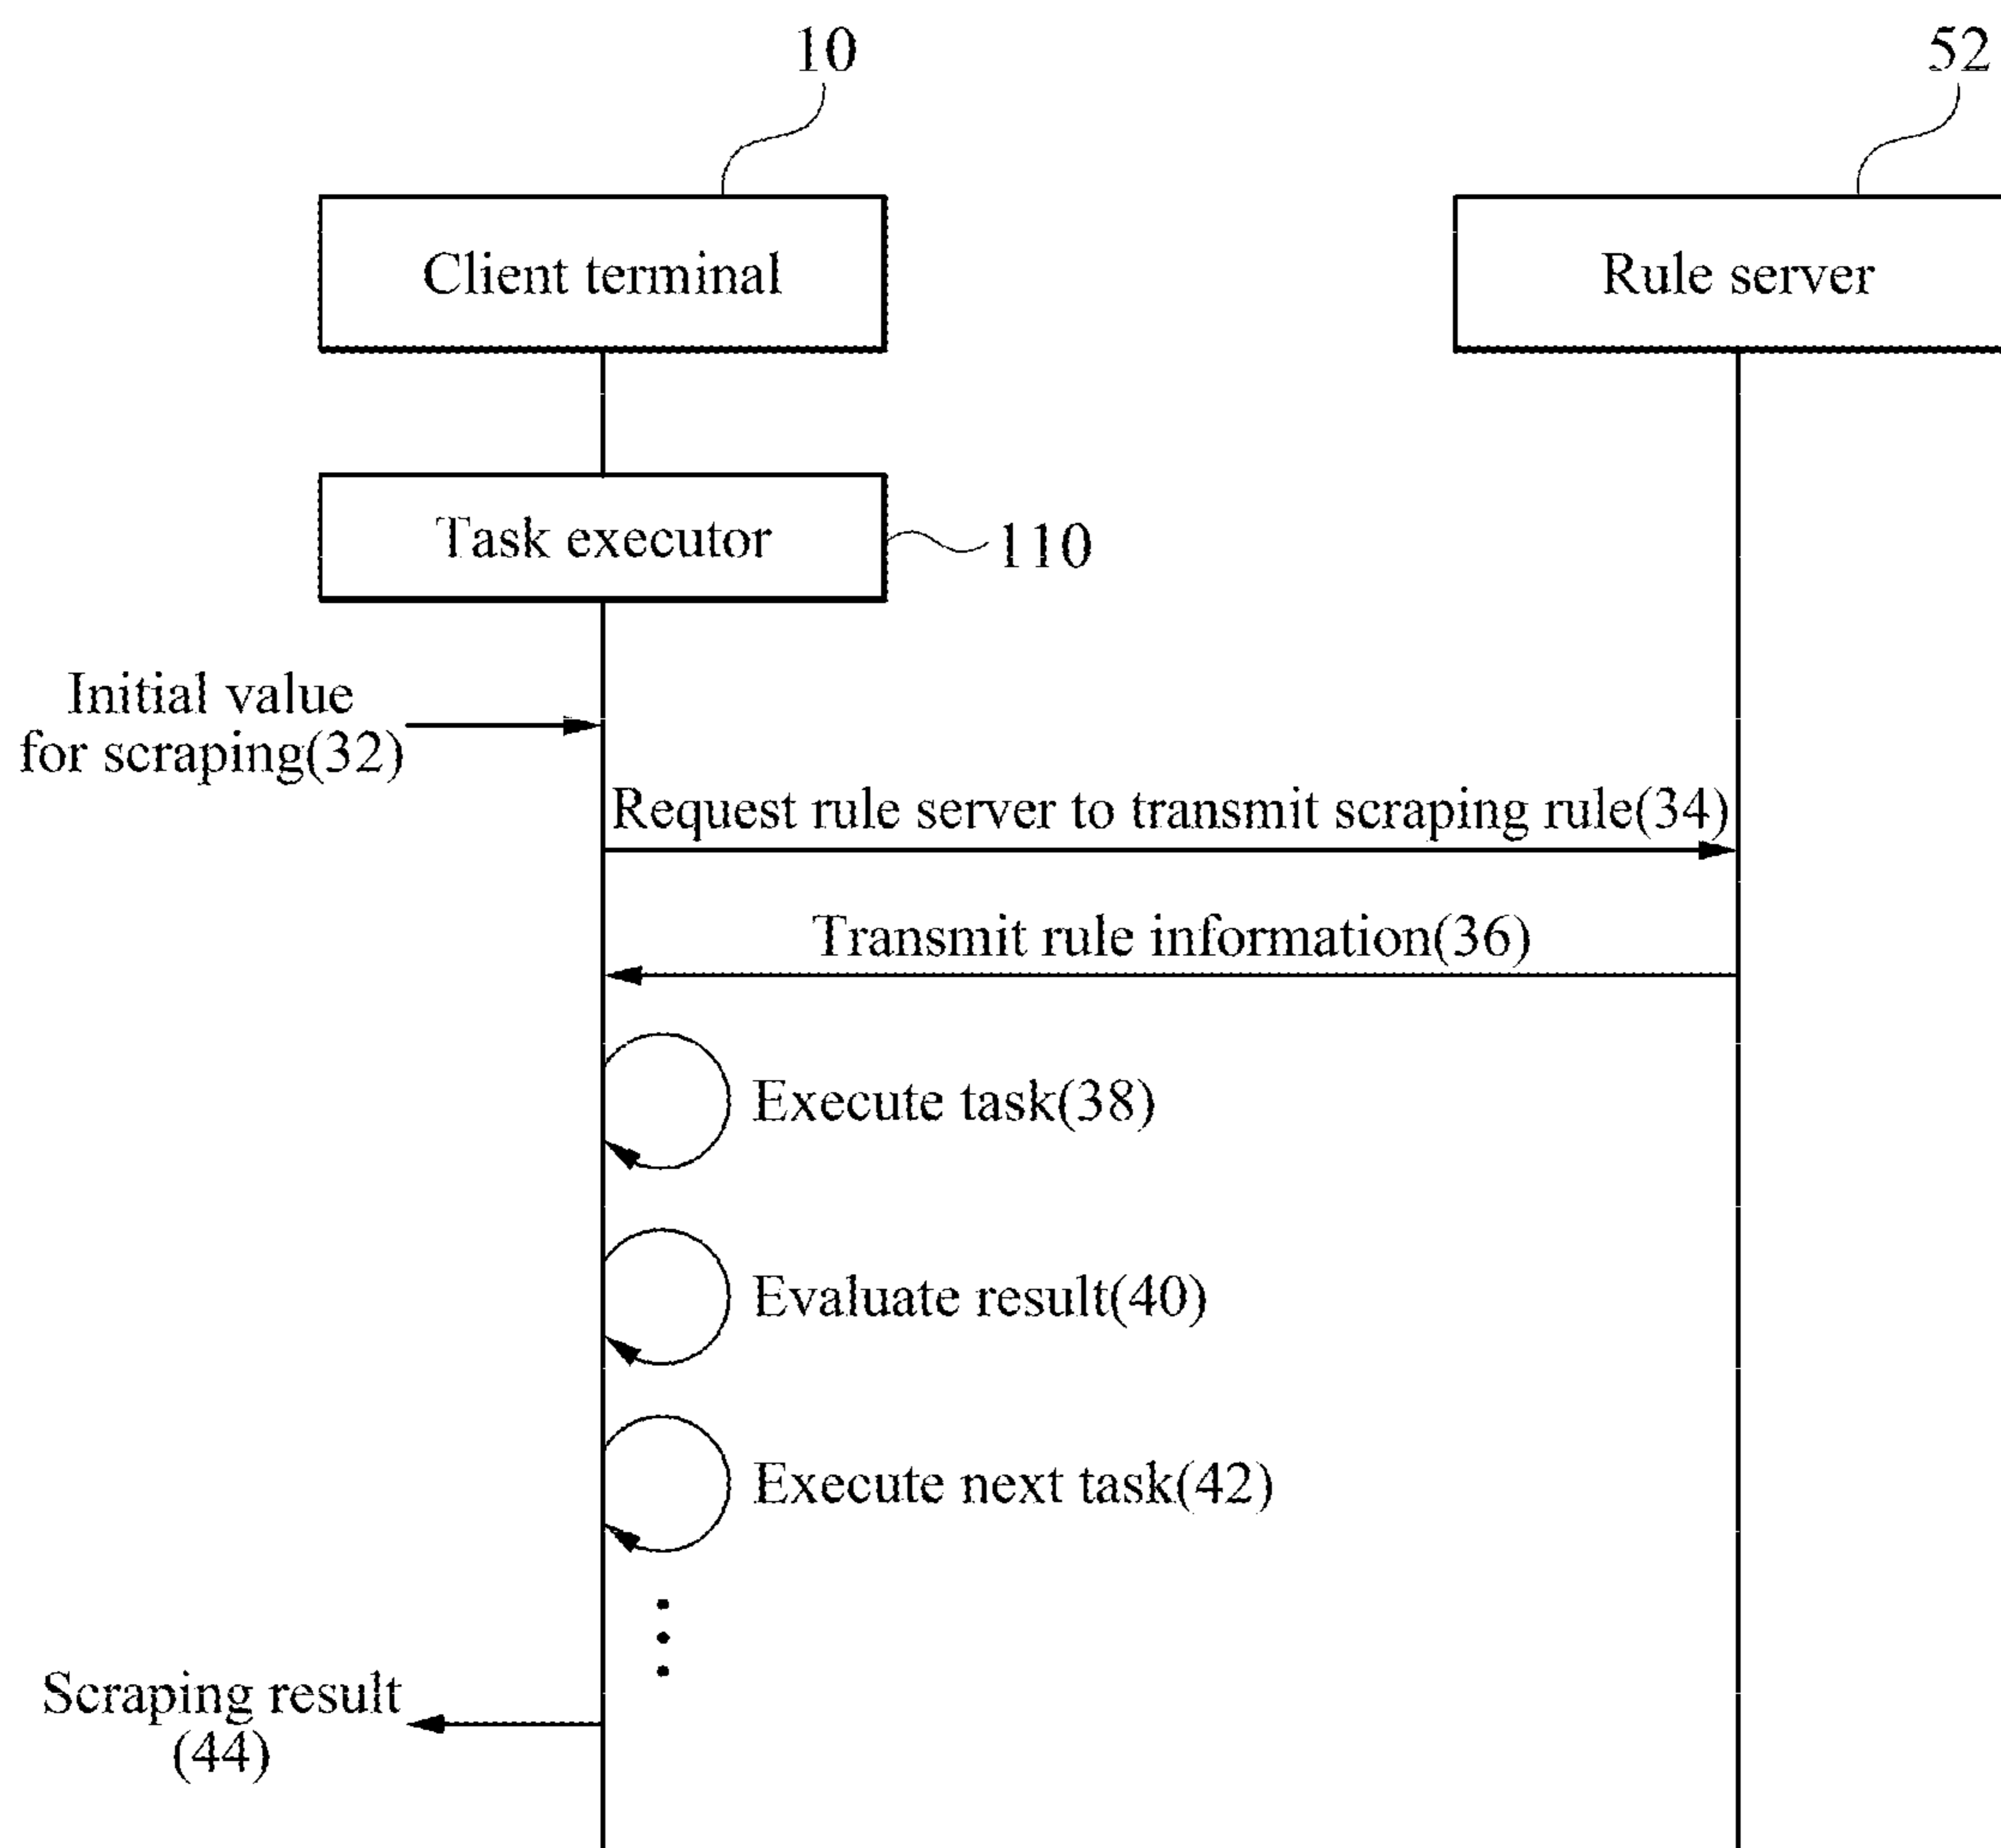 10
52
Client terminal
Rule server
Task executor
110
Initial value
for scraping(32)
Request rule server to transmit scraping rule(34)
Transmit rule information(36)
Execute task(38)
Evaluate result(40)
Execute next task(42)
Scraping result
(44)